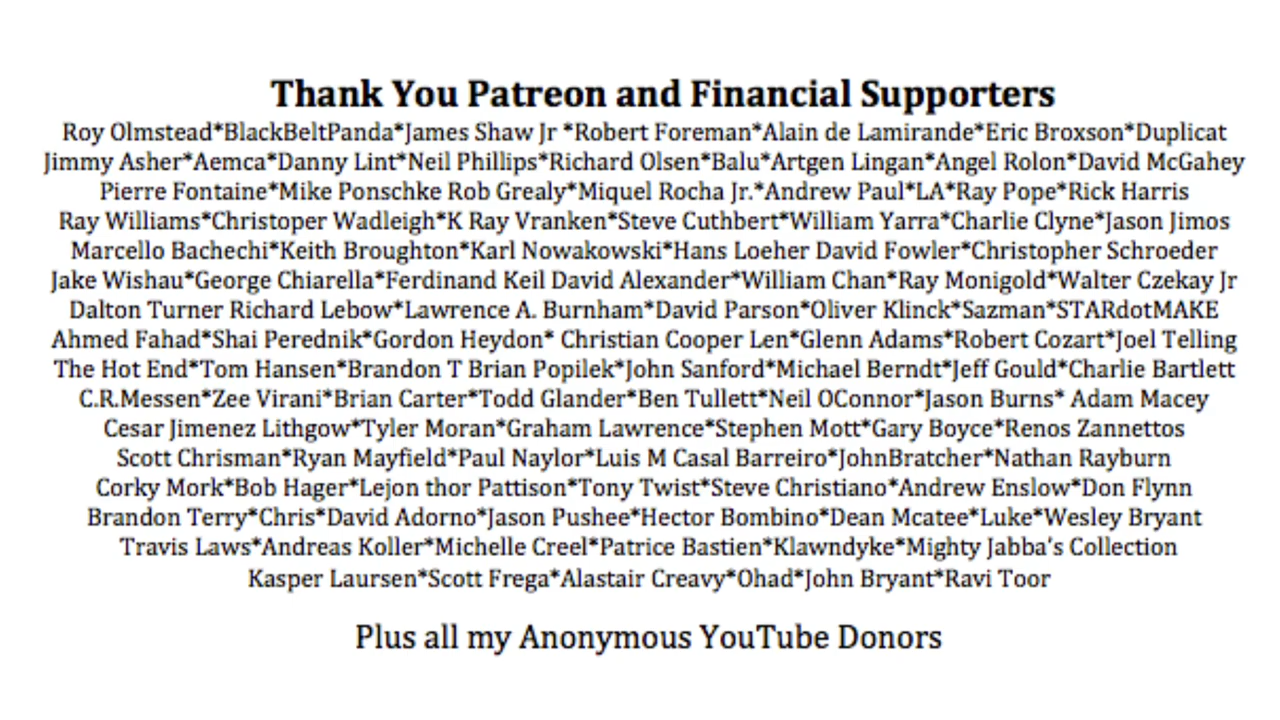 Thank You Patreon and Financial Supporters
Roy Olmstead*BlackBeltPanda*James Shaw Jr *Robert Foreman*Alain de Lamirande*Eric Broxson*Duplicat
Jimmy Asher*Aemca*Danny Lint*Neil Phillips*Richard Olsen*Balu*Artgen Lingan*Angel Rolon*David McGahey
Pierre Fontaine*Mike Ponschke Rob Grealy*Miquel Rocha Jr.*Andrew Paul*LA*Ray Pope*Rick Harris
Ray Williams*Christoper Wadleigh*K Ray Vranken*Steve Cuthbert*William Yarra*Charlie Clyne*Jason Jimos
Marcello Bachechi*Keith Broughton*Karl Nowakowski*Hans Loeher David Fowler*Christopher Schroeder
Jake Wishau*George Chiarella*Ferdinand Keil David Alexander*William Chan*Ray Monigold*Walter Czekay Jr
Dalton Turner Richard Lebow*Lawrence A. Burnham*David Parson*Oliver Klinck*Sazman*STARdotMAKE
Ahmed Fahad*Shai Perednik*Gordon Heydon* Christian Cooper Len*Glenn Adams*Robert Cozart*Joel Telling
The Hot End*Tom Hansen*Brandon T Brian Popilek*John Sanford*Michael Berndt*Jeff Gould*Charlie Bartlett
C.R.Messen*Zee Virani*Brian Carter*Todd Glander*Ben Tullett*Neil OConnor*Jason Burns* Adam Macey
Cesar Jimenez Lithgow*Tyler Moran*Graham Lawrence*Stephen Mott*Gary Boyce*Renos Zannettos
Scott Chrisman*Ryan Mayfield*Paul Naylor*Luis M Casal Barreiro*JohnBratcher*Nathan Rayburn
Corky Mork*Bob Hager*Lejon thor Pattison*Tony Twist*Steve Christiano*Andrew Enslow*Don Flynn
Brandon Terry*Chris*David Adorno*Jason Pushee*Hector Bombino*Dean Mcatee*Luke*Wesley Bryant
Travis Laws*Andreas Koller*Michelle Creel*Patrice Bastien*Klawndyke*Mighty Jabba’s Collection
Kasper Laursen*Scott Frega*Alastair Creavy*Ohad*John Bryant*Ravi Toor
Plus all my Anonymous YouTube Donors